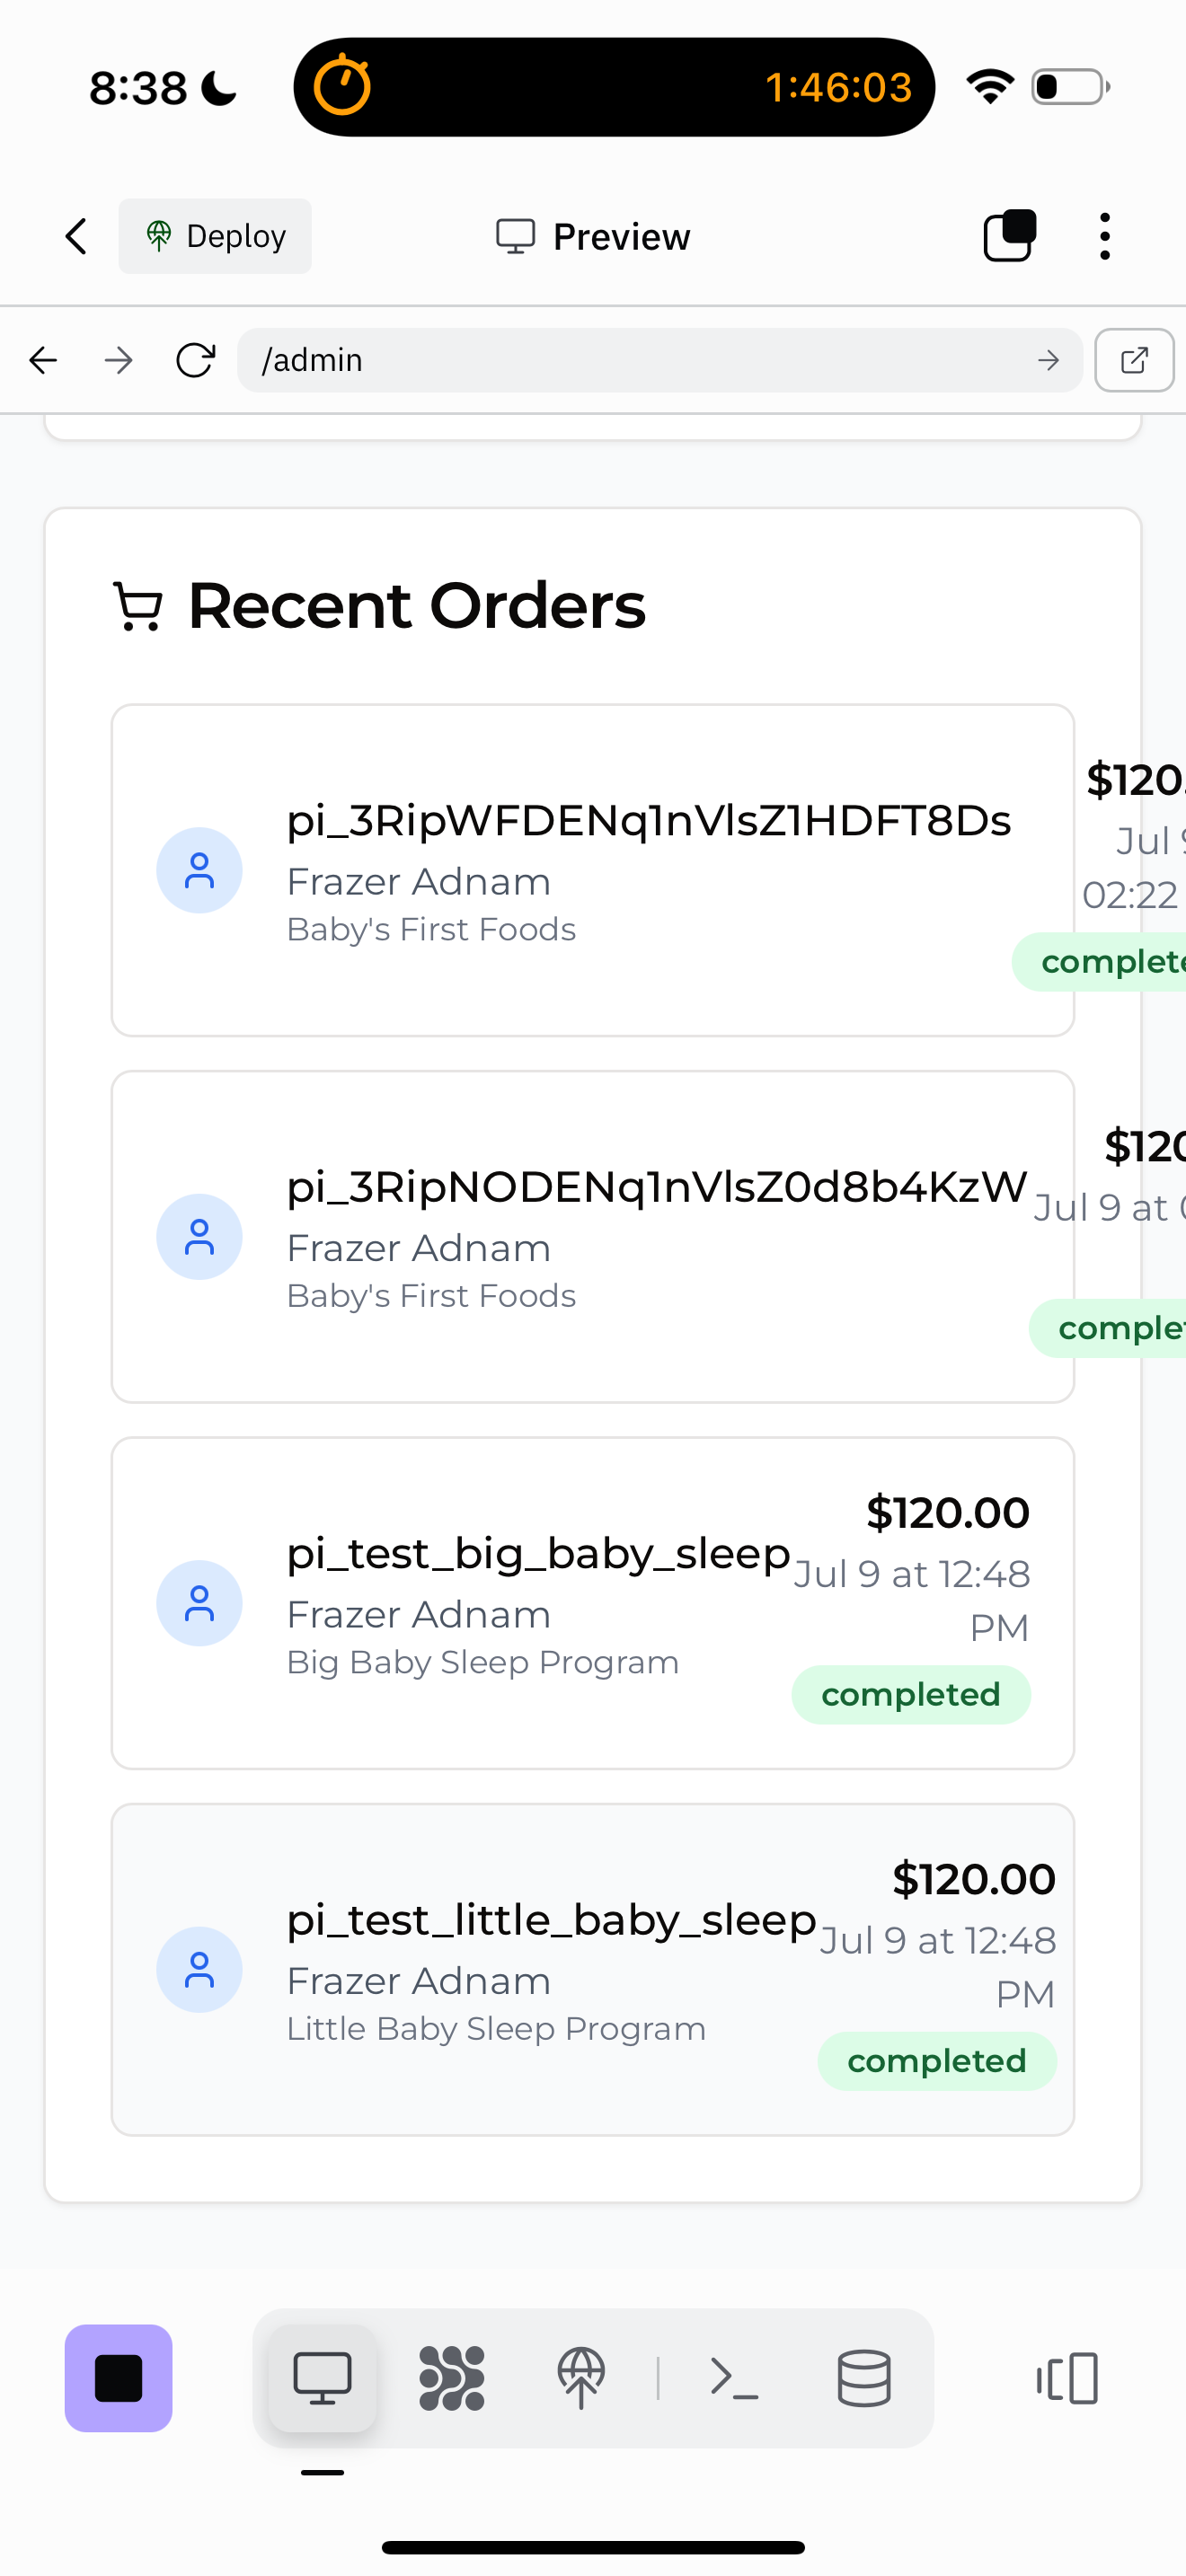 8:38
1:46:03
Deploy
Preview
/admin
Recent Orders
pi_3RipWFDENq1nVlsZ1HDFT8Ds
Frazer Adnam
Baby's First Foods
$120.
Jul 9
02:22
complete
pi_3RipNODENq1nVlsZ0d8b4KzW
Frazer Adnam
Baby's First Foods
$120
Jul 9 at
complet
pi_test_big_baby_sleep
Frazer Adnam
Big Baby Sleep Program
$120.00
Jul 9 at 12:48
PM
completed
pi_test_little_baby_sleep
Frazer Adnam
Little Baby Sleep Program
$120.00
Jul 9 at 12:48
PM
completed